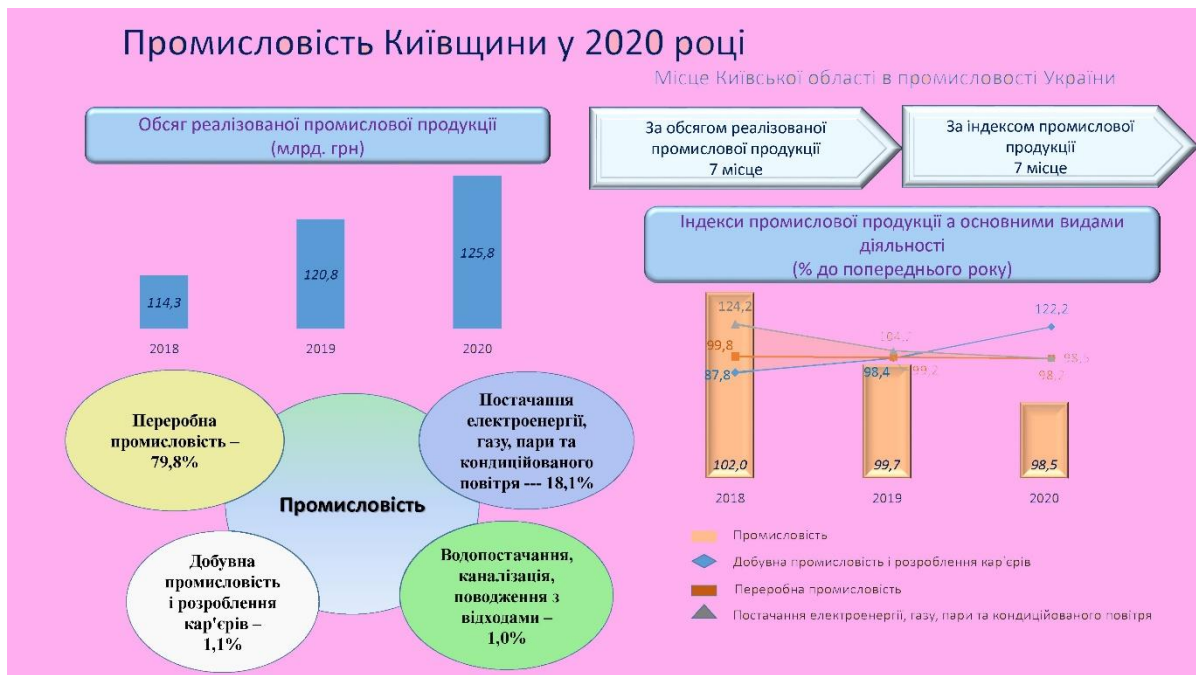 Промисловість Київщини у 2020 році
Місце Київської області в промисловості України
Обсяг реалізованої промислової продукції
(млрд. грн)
За обсягом реалізованої
промислової продукції
7 місце
За індексом промислової
продукції
7 місце
114,3
120,8
125,8
2018
2019
2020
Індекси промислової продукції а основними видами
діяльності
(% до попереднього року)
124,2
99,8
87,8
98,4
99,2
122,2
98,5
102,0
99,7
98,5
2018
2019
2020
Промисловість
Добувна промисловість і розроблення кар'єрів
Переробна промисловість
Постачання електроенергії, газу, пари та кондиційованого повітря
Переробна
промисловість –
79,8%
Постачання
електроенергії,
газу, пари та
кондиційованого
повітря --- 18,1%
Промисловість
Добувна
промисловість
і розроблення
кар'єрів –
1,1%
Водопостачання,
каналізація,
поводження з
відходами –
1,0%